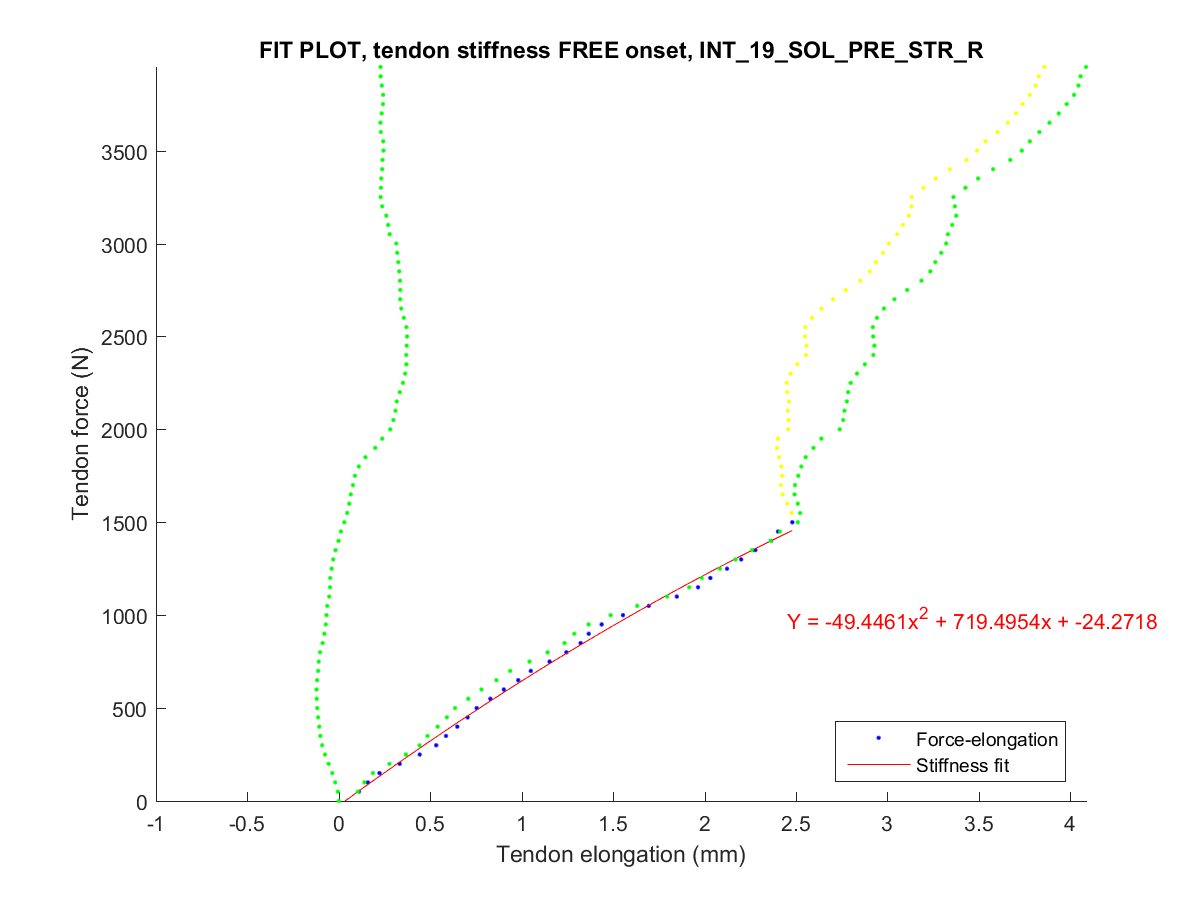 FIT PLOT, tendon stiffness FREE onset, INT_19_SOL_PRE_STR_R
3500
3000
2500
2000
1500
1000
500
0
Tendon force (N)
Y = -49.4461x² + 719.4954x + -24.2718
Force-elongation
Stiffness fit
-1 -0.5 0 0.5 1 1.5 2 2.5 3 3.5 4
Tendon elongation (mm)